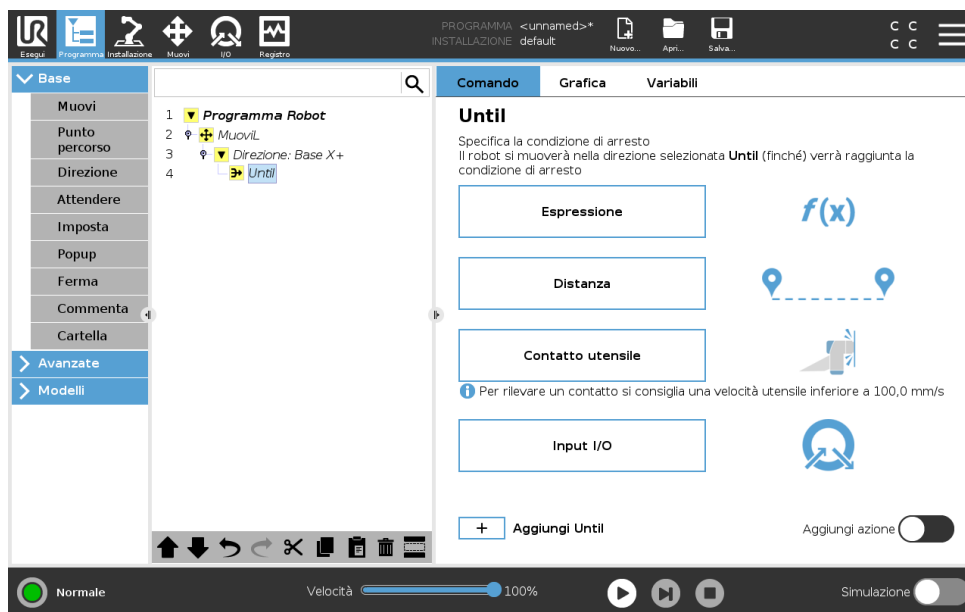 UR
PROGRAMMA <unnamed>*
INSTALLAZIONE default
C C
C C
Esegui Programma Installazione Muovi I/O Registro Nuovo... Apri... Salva...
Base
Muovi
Punto percorso
Direzione
Attendere
Imposta
Popup
Ferma
Commenta
Cartella
Avanzate
Modelli
1 Programma Robot
2 MuoviL
3 Direzione: Base X+
4 Until
Comando Grafica Variabili
Until
Specifica la condizione di arresto
Il robot si muoverà nella direzione selezionata Until (finché) verrà raggiunta la
condizione di arresto
Espressione
f(x)
Distanza
Contatto utensile
Per rilevare un contatto si consiglia una velocità utensile inferiore a 100,0 mm/s
Input I/O
+ Aggiungi Until
Aggiungi azione
Normale
Velocità 100%
Simulazione